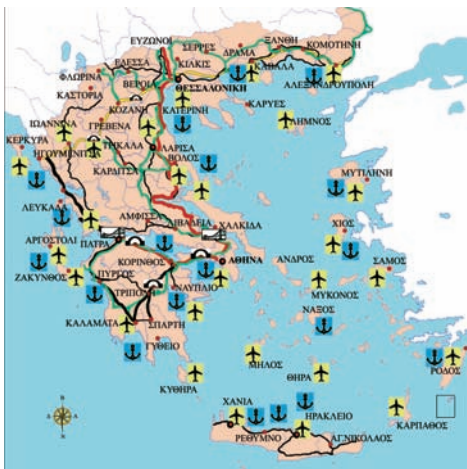 ΕΥΖΩΝΟΙ
ΣΕΡΡΕΣ
ΔΡΑΜΑ
ΞΑΝΘΗ
ΚΟΜΟΤΗΝΗ
ΕΔΕΣΣΑ
ΚΙΛΚΙΣ
ΚΑΒΑΛΑ
ΦΛΩΡΙΝΑ
ΒΕΡΟΙΑ
ΘΕΣΣΑΛΟΝΙΚΗ
ΑΛΕΞΑΝΔΡΟΥΠΟΛΗ
ΚΑΣΤΟΡΙΑ
ΚΟΖΑΝΗ
ΚΑΤΕΡΙΝΗ
ΚΑΡΥΕΣ
ΙΩΑΝΝΙΝΑ
ΓΡΕΒΕΝΑ
ΛΗΜΝΟΣ
ΚΕΡΚΥΡΑ
ΗΓΟΥΜΕΝΙΤΣΑ
ΤΡΙΚΑΛΑ
ΛΑΡΙΣΑ
ΚΑΡΔΙΤΣΑ
ΒΟΛΟΣ
ΜΥΤΙΛΗΝΗ
ΛΕΥΚΑΔΑ
ΑΜΦΙΣΣΑ
ΛΙΒΑΔΕΙΑ
ΧΑΛΚΙΔΑ
ΧΙΟΣ
ΑΡΓΟΣΤΟΛΙ
ΠΑΤΡΑ
ΚΟΡΙΝΘΟΣ
ΑΘΗΝΑ
ΑΝΔΡΟΣ
ΣΑΜΟΣ
ΖΑΚΥΝΘΟΣ
ΠΥΡΓΟΣ
ΤΡΙΠΟΛΗ
ΝΑΥΠΛΙΟ
ΜΥΚΟΝΟΣ
ΝΑΞΟΣ
ΚΑΛΑΜΑΤΑ
ΣΠΑΡΤΗ
ΓΥΘΕΙΟ
ΜΗΛΟΣ
ΘΗΡΑ
ΡΟΔΟΣ
ΚΥΘΗΡΑ
ΧΑΝΙΑ
ΗΡΑΚΛΕΙΟ
ΚΑΡΠΑΘΟΣ
ΡΕΘΥΜΝΟ
ΑΓ.ΝΙΚΟΛΑΟΣ